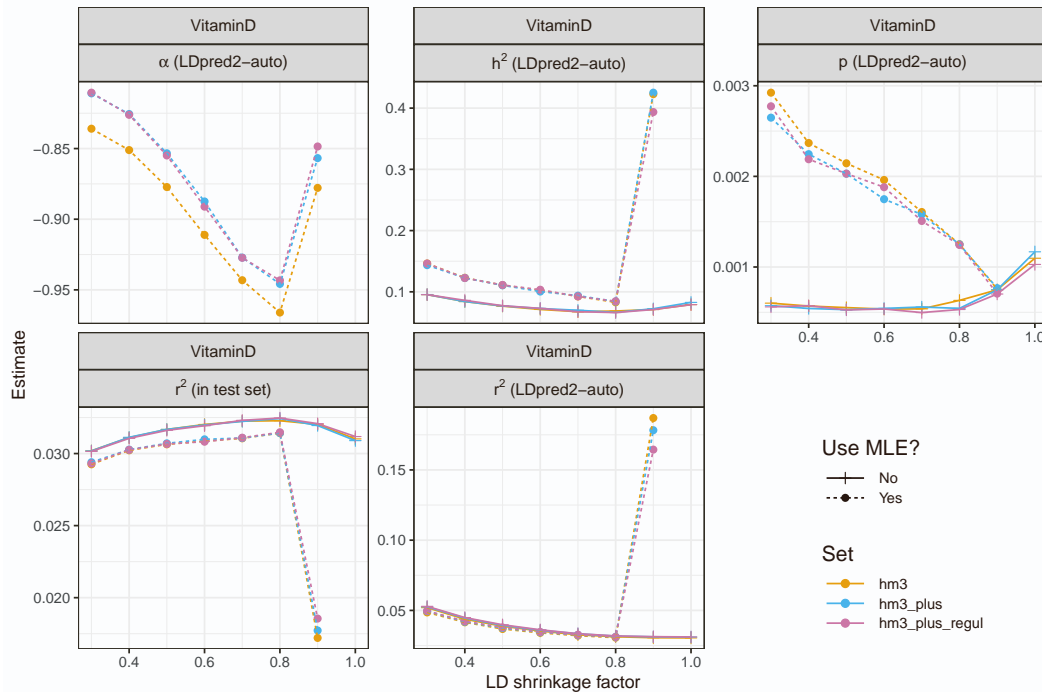 VitaminD
VitaminD
VitaminD
α (LDpred2−auto)
h² (LDpred2−auto)
p (LDpred2−auto)
−0.85
−0.90
−0.95
0.4
0.3
0.2
0.1
0.003
0.002
0.001
0.4
0.6
0.8
1.0
Estimate
VitaminD
VitaminD
r² (in test set)
r² (LDpred2−auto)
0.030
0.025
0.020
0.15
0.10
0.05
0.4
0.6
0.8
1.0
0.4
0.6
0.8
1.0
LD shrinkage factor
Use MLE?
No
Yes
Set
hm3
hm3_plus
hm3_plus_regul